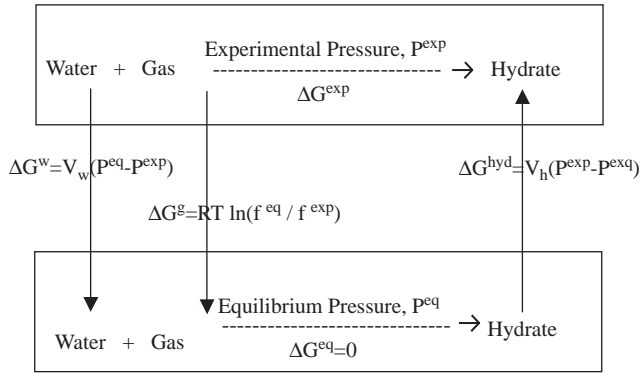 Experimental Pressure, P^exp
Water + Gas Hydrate
ΔG^exp
ΔG^w=V_w(P^eq-P^exp)
ΔG^hyd=V_h(P^exp-P^exq)
ΔG^g=RT ln(f^eq / f^exp)
Equilibrium Pressure, P^eq
Water + Gas Hydrate
ΔG^eq=0